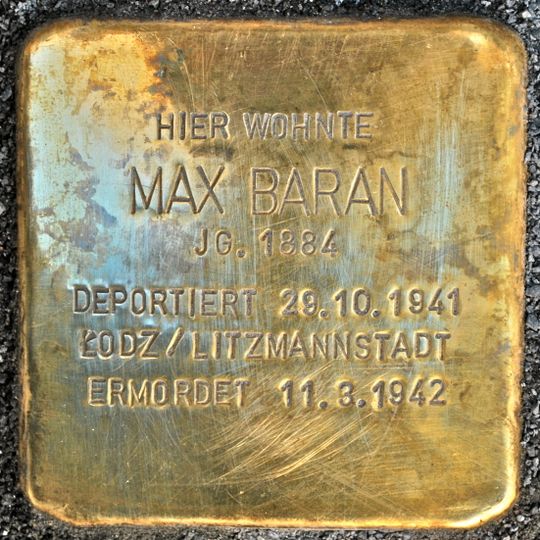 HIER WOHNTE
MAX BARAN
JG. 1884
DEPORTIERT 29.10.1941
ŁODZ/LITZMANNSTADT
ERMORDET 11.3.1942